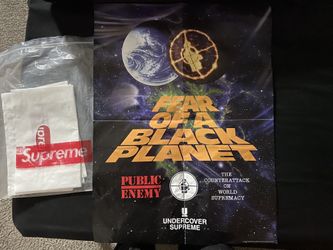 Supreme
FEAR
OF A
BLACK
PLANET
PUBLIC
ENEMY
THE
COUNTERATTACK
ON
WORLD
SUPREMACY
U
UNDERCOVER
SUPREME